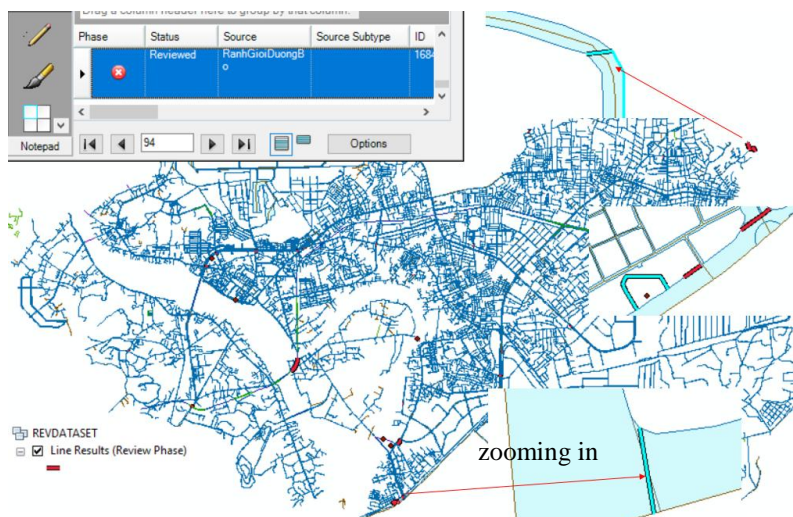 Drag a column header here to group by that column.
Phase Status Source Source Subtype ID
Reviewed RanhGioiDuongB
o 1684
Notepad 94 Options
REVDATASET
Line Results (Review Phase)
zooming in